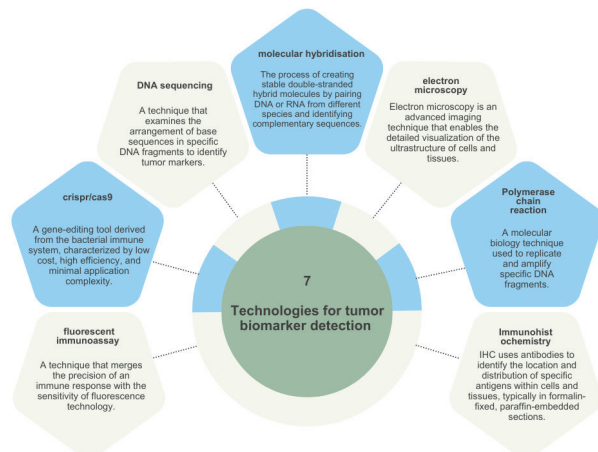 molecular hybridisation
The process of creating
stable double-stranded
hybrid molecules by pairing
DNA or RNA from different
species and identifying
complementary sequences.
DNA sequencing
A technique that
examines the
arrangement of base
sequences in specific
DNA fragments to identify
tumor markers.
electron
microscopy
Electron microscopy is an
advanced imaging
technique that enables the
detailed visualization of the
ultrastructure of cells and
tissues.
crispr/cas9
A gene-editing tool derived
from the bacterial immune
system, characterized by low
cost, high efficiency, and
minimal application
complexity.
Polymerase
chain
reaction
A molecular
biology technique
used to replicate
and amplify
specific DNA
fragments.
7
Technologies for tumor
biomarker detection
fluorescent
immunoassay
A technique that merges
the precision of an
immune response with the
sensitivity of fluorescence
technology.
Immunohist
ochemistry
IHC uses antibodies to
identify the location and
distribution of specific
antigens within cells and
tissues, typically in formalin-
fixed, paraffin-embedded
sections.